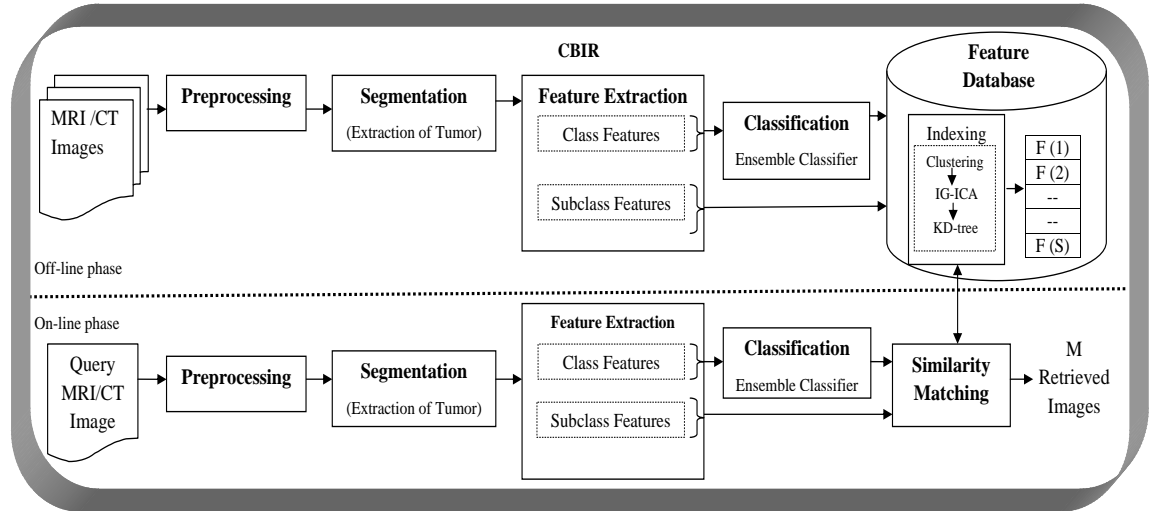 CBIR
MRI /CT
Images
Preprocessing
Segmentation
(Extraction of Tumor)
Feature Extraction
Class Features
Subclass Features
Classification
Ensemble Classifier
Feature
Database
Indexing
Clustering
IG-ICA
KD-tree
F (1)
F (2)
--
--
F (S)
Off-line phase
On-line phase
Query
MRI/CT
Image
Preprocessing
Segmentation
(Extraction of Tumor)
Feature Extraction
Class Features
Subclass Features
Classification
Ensemble Classifier
Similarity
Matching
M
Retrieved
Images